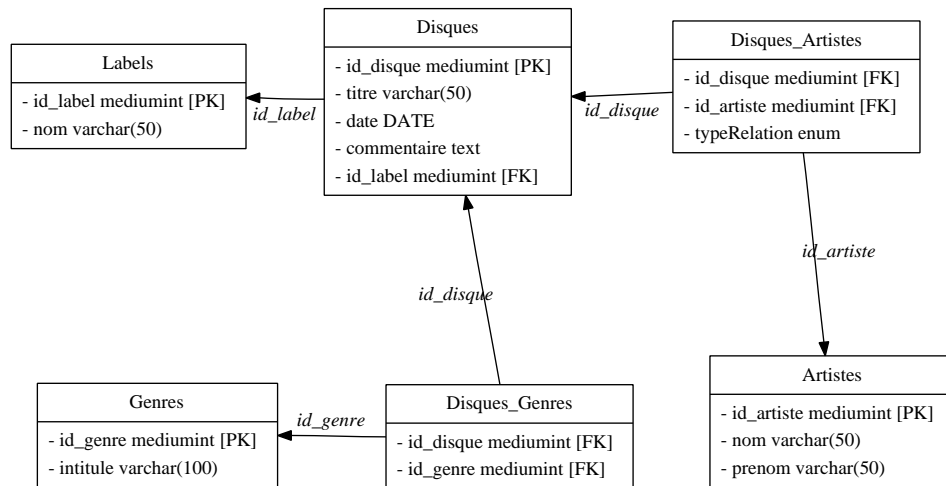 Labels
- id_label mediumint [PK]
- nom varchar(50)
id_label
Disques
- id_disque mediumint [PK]
- titre varchar(50)
- date DATE
- commentaire text
- id_label mediumint [FK]
id_disque
Disques_Artistes
- id_disque mediumint [FK]
- id_artiste mediumint [FK]
- typeRelation enum
id_artiste
id_disque
Genres
- id_genre mediumint [PK]
- intitule varchar(100)
id_genre
Disques_Genres
- id_disque mediumint [FK]
- id_genre mediumint [FK]
Artistes
- id_artiste mediumint [PK]
- nom varchar(50)
- prenom varchar(50)